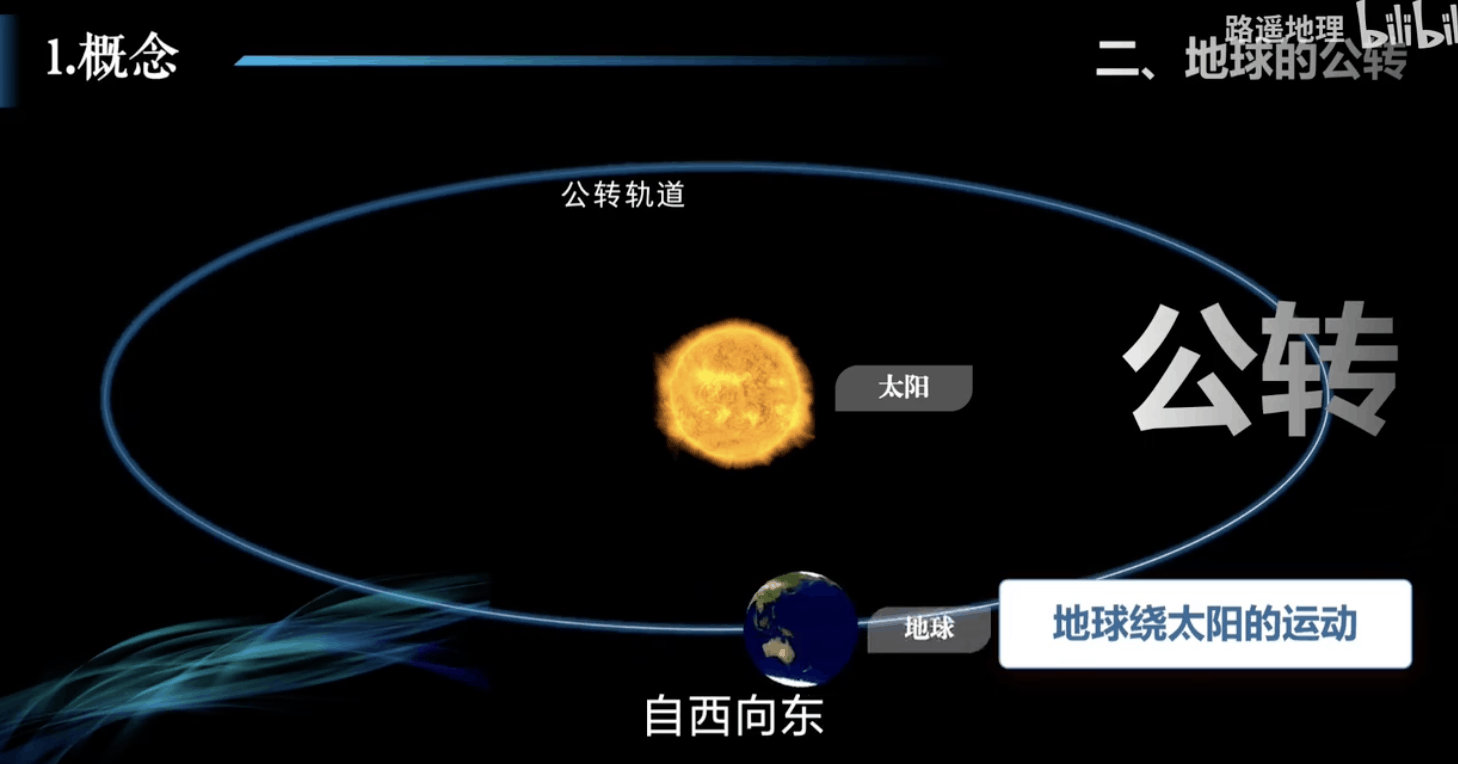 1.概念
路遥地理 bilibil
二、地球的公转
公转轨道
太阳
公转
地球
地球绕太阳的运动
自西向东